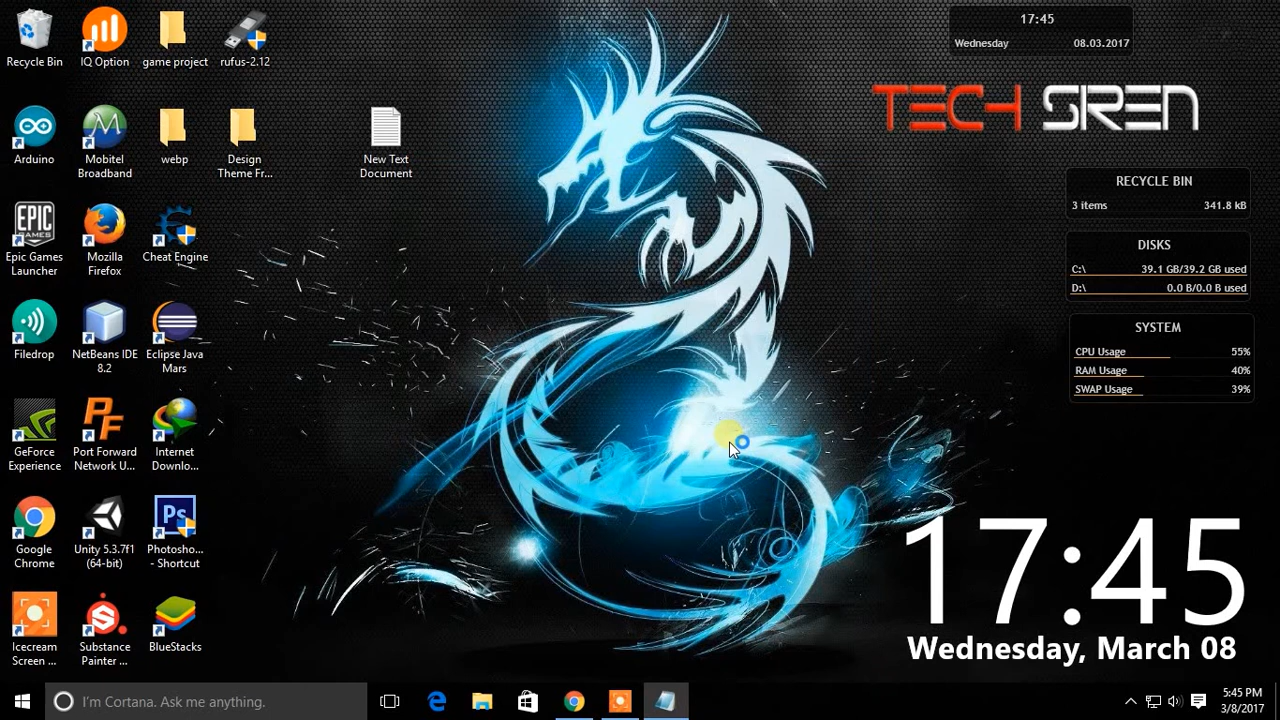 Recycle Bin
IQ Option
game project
rufus-2.12
Arduino
Mobitel
Broadband
webp
Design
Theme Fr...
New Text
Document
EPIC
GAMES
Epic Games
Launcher
Mozilla
Firefox
Cheat Engine
Filedrop
NetBeans IDE
8.2
Eclipse Java
Mars
GeForce
Experience
PF
Port Forward
Network U...
Internet
Downlo...
Google
Chrome
Unity 5.3.7f1
(64-bit)
Ps
Photosho...
- Shortcut
Icecream
Screen ...
Substance
Painter ...
BlueStacks
17:45
Wednesday 08.03.2017
TECH SIREN
RECYCLE BIN
3 items 341.8 kB
DISKS
C:\ 39.1 GB/39.2 GB used
D:\ 0.0 B/0.0 B used
SYSTEM
CPU Usage 55%
RAM Usage 40%
SWAP Usage 39%
17:45
Wednesday, March 08
I'm Cortana. Ask me anything.
5:45 PM
3/8/2017